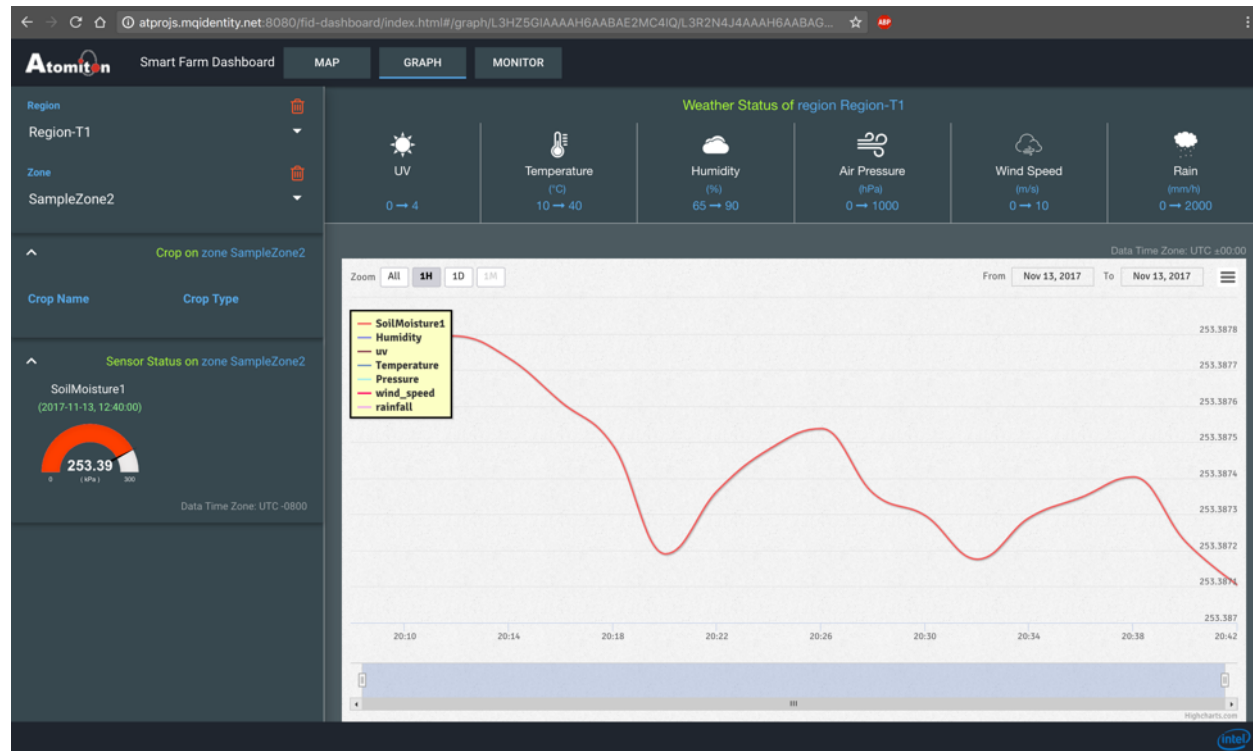 atprojs.mqidentity.net:8080/fid-dashboard/index.html#/graph/L3HZ5GIAAAAH6AABAE2MC4IQ/L3R2N4J4AAAH6AABAG...
ABP
Atomiton
Smart Farm Dashboard
MAP
GRAPH
MONITOR
Region
Region-T1
Zone
SampleZone2
Crop on zone SampleZone2
Crop Name
Crop Type
Sensor Status on zone SampleZone2
SoilMoisture1
(2017-11-13, 12:40:00)
253.39
0
(kPa)
300
Data Time Zone: UTC -0800
Weather Status of region Region-T1
UV
0 → 4
Temperature
(°C)
10 → 40
Humidity
(%)
65 → 90
Air Pressure
(hPa)
0 → 1000
Wind Speed
(m/s)
0 → 10
Rain
(mm/h)
0 → 2000
Data Time Zone: UTC ±00:00
Zoom All 1H 1D 1M
From Nov 13, 2017 To Nov 13, 2017
SoilMoisture1
Humidity
uv
Temperature
Pressure
wind_speed
rainfall
253.3878
253.3877
253.3876
253.3875
253.3874
253.3873
253.3872
253.3871
253.387
20:10 20:14 20:18 20:22 20:26 20:30 20:34 20:38 20:42
Highcharts.com
intel